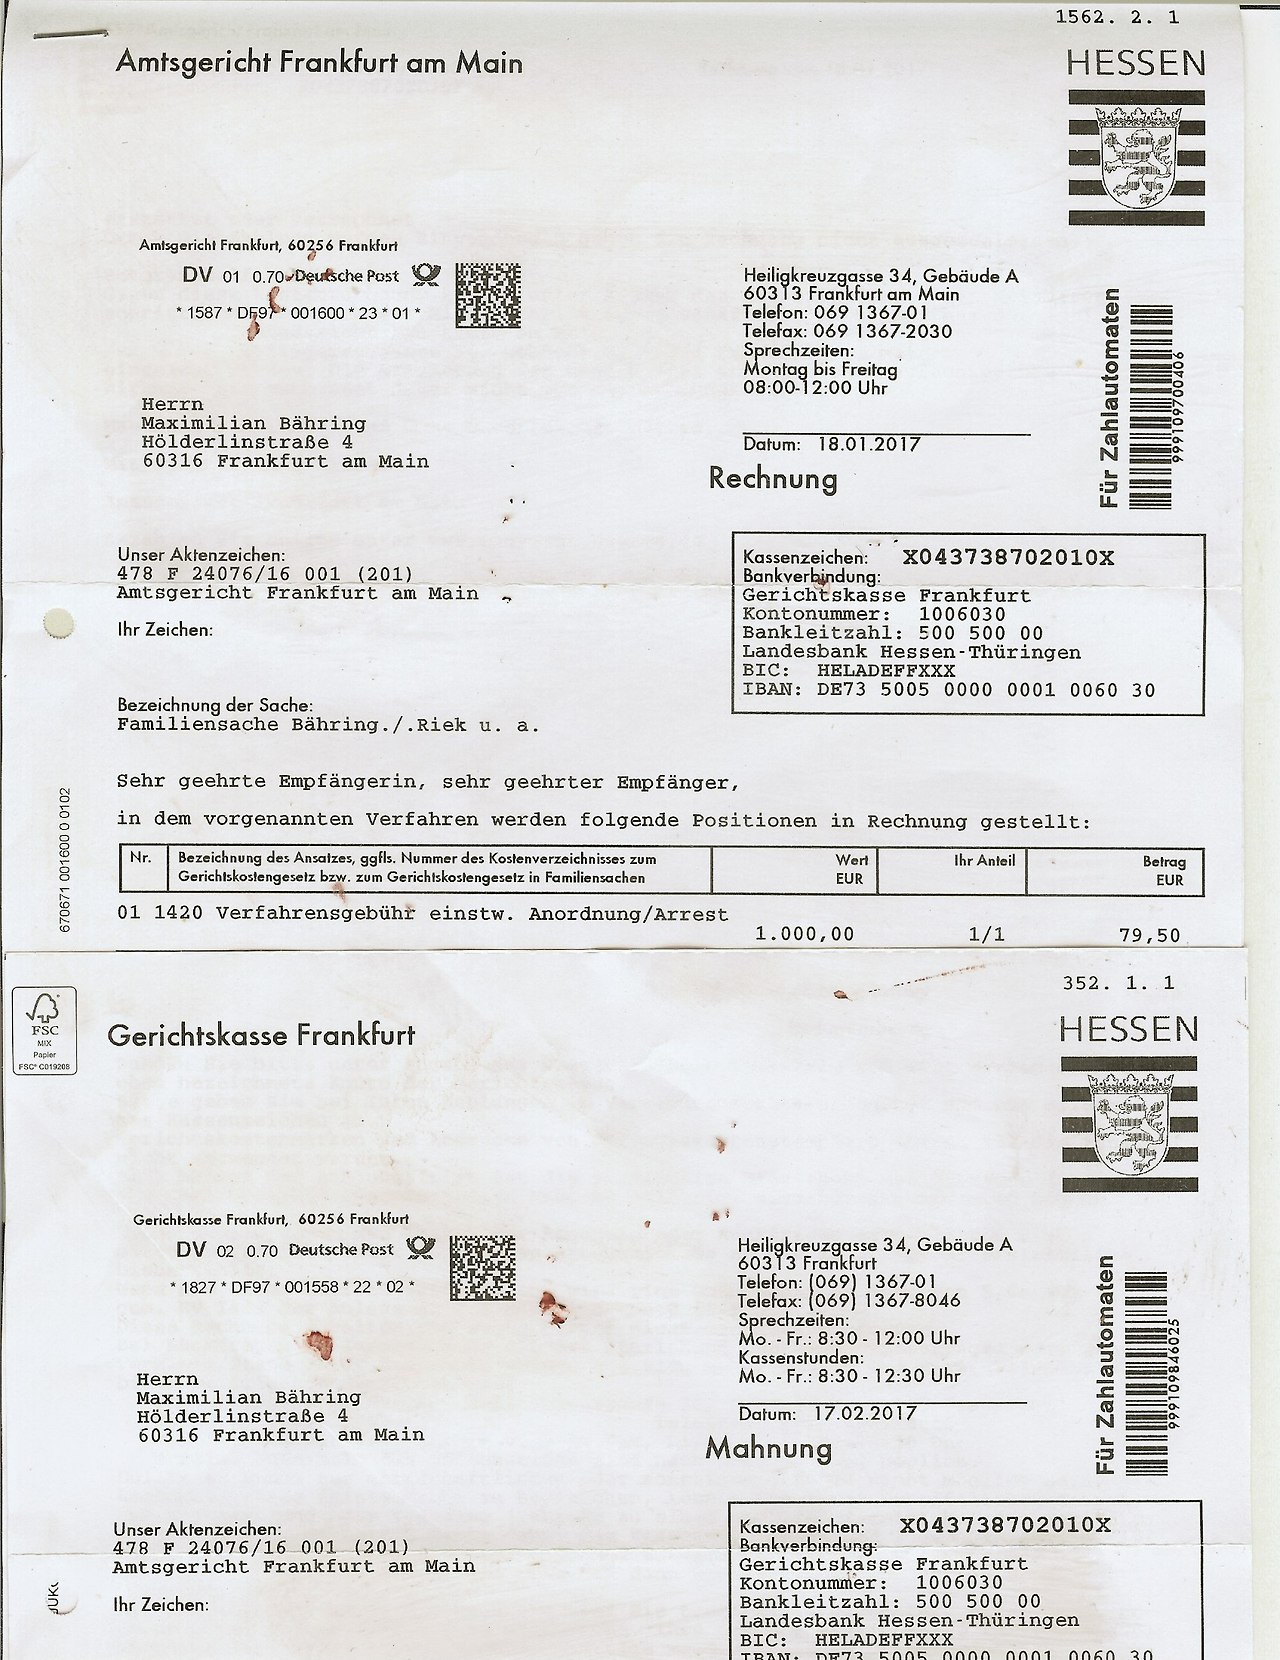 1562. 2. 1
Amtsgericht Frankfurt am Main
HESSEN
Amtsgericht Frankfurt, 60256 Frankfurt
DV 01 0.70 Deutsche Post
* 1587 * DF97 * 001600 * 23 * 01 *
Heiligkreuzgasse 34, Gebäude A
60313 Frankfurt am Main
Telefon: 069 1367-01
Telefax: 069 1367-2030
Sprechzeiten:
Montag bis Freitag
08:00-12:00 Uhr
Für Zahlautomaten
999109700406
Herrn
Maximilian Bähring
Hölderlinstraße 4
60316 Frankfurt am Main
Datum: 18.01.2017
Rechnung
Unser Aktenzeichen:
478 F 24076/16 001 (201)
Amtsgericht Frankfurt am Main
Ihr Zeichen:
Kassenzeichen: X043738702010X
Bankverbindung:
Gerichtskasse Frankfurt
Kontonummer: 1006030
Bankleitzahl: 500 500 00
Landesbank Hessen-Thüringen
BIC: HELADEFFXXX
IBAN: DE73 5005 0000 0001 0060 30
Bezeichnung der Sache:
Familiensache Bähring./.Riek u. a.
Sehr geehrte Empfängerin, sehr geehrter Empfänger,
in dem vorgenannten Verfahren werden folgende Positionen in Rechnung gestellt:
670671 001600 0 0102
Nr. Bezeichnung des Ansatzes, ggfls. Nummer des Kostenverzeichnisses zum Wert Ihr Anteil Betrag
Gerichtskostengesetz bzw. zum Gerichtskostengesetz in Familiensachen EUR EUR
01 1420 Verfahrensgebühr einstw. Anordnung/Arrest
1.000,00 1/1 79,50
352. 1. 1
FSC
MIX
Papier
FSC® C019208
Gerichtskasse Frankfurt
HESSEN
Gerichtskasse Frankfurt, 60256 Frankfurt
DV 02 0.70 Deutsche Post
* 1827 * DF97 * 001558 * 22 * 02 *
Heiligkreuzgasse 34, Gebäude A
60313 Frankfurt
Telefon: (069) 1367-01
Telefax: (069) 1367-8046
Sprechzeiten:
Mo. - Fr.: 8:30 - 12:00 Uhr
Kassenstunden:
Mo. - Fr.: 8:30 - 12:30 Uhr
Für Zahlautomaten
999109846025
Herrn
Maximilian Bähring
Hölderlinstraße 4
60316 Frankfurt am Main
Datum: 17.02.2017
Mahnung
Unser Aktenzeichen:
478 F 24076/16 001 (201)
Amtsgericht Frankfurt am Main
Ihr Zeichen:
Kassenzeichen: X043738702010X
Bankverbindung:
Gerichtskasse Frankfurt
Kontonummer: 1006030
Bankleitzahl: 500 500 00
Landesbank Hessen-Thüringen
BIC: HELADEFFXXX
IBAN: DE73 5005 0000 0001 0060 30